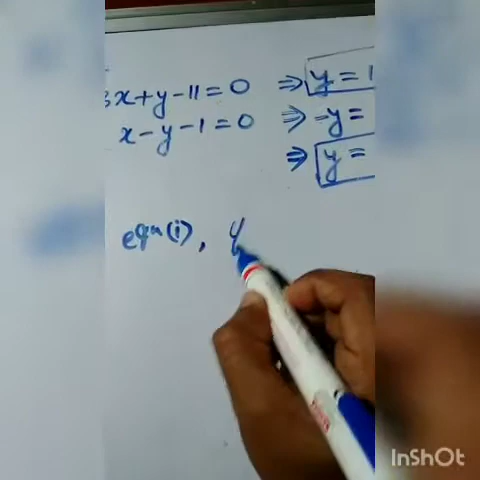 3x+y-11=0 ⇒ y = 1
x-y-1=0 ⇒ -y =
⇒ y =
eqn(i), y
InShOt